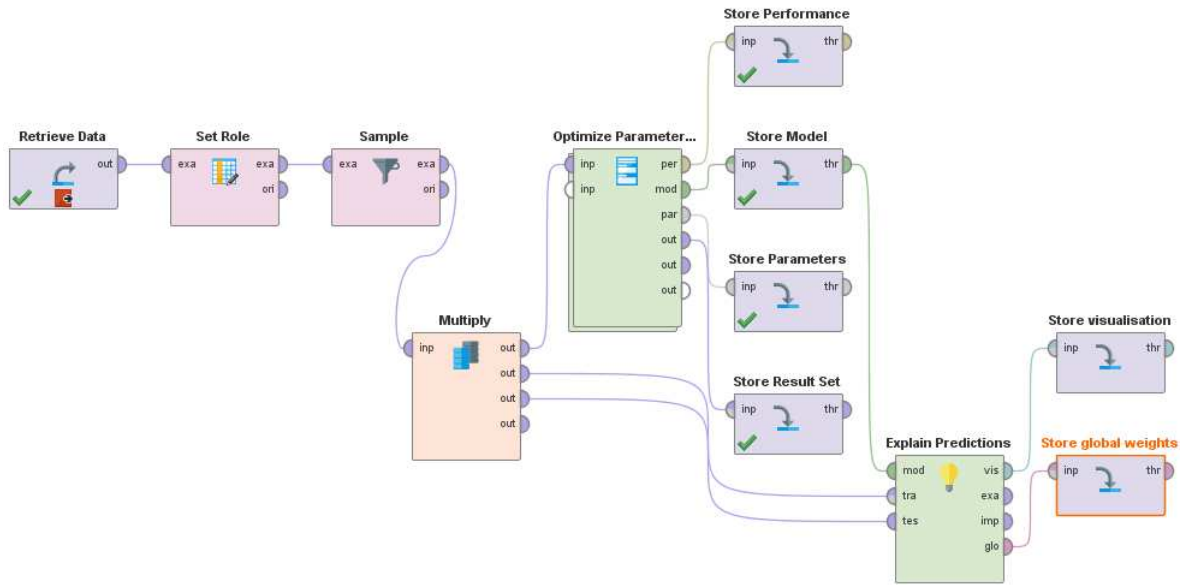 Store Performance
inp thr
Retrieve Data
out
Set Role
exa exa
ori
Sample
exa exa
ori
Optimize Parameter...
inp per
inp mod
par
out
out
out
Store Model
inp thr
Store Parameters
inp thr
Multiply
inp out
out
out
out
Store Result Set
inp thr
Store visualisation
inp thr
Explain Predictions
mod vis
tra exa
tes imp
glo
Store global weights
inp thr